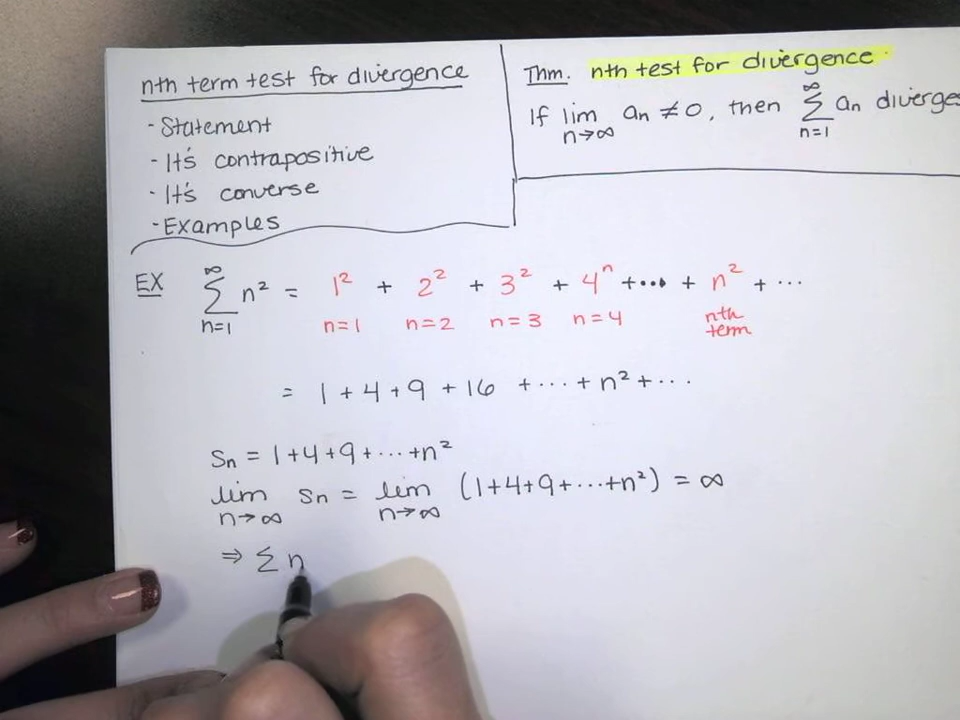 nth term test for divergence
- Statement
- It's contrapositive
- It's converse
- Examples
Thm. nth test for divergence
If lim n→∞ an ≠ 0, then ∞ Σ n=1 an diverges
EX ∞ Σ n=1 n² = 1² + 2² + 3² + 4ⁿ + ··· + n² + ···
n=1 n=2 n=3 n=4 nth term
= 1 + 4 + 9 + 16 + ··· + n² + ···
Sn = 1+4+9+···+n²
lim n→∞ Sn = lim n→∞ (1+4+9+···+n²) = ∞
⇒ Σ n